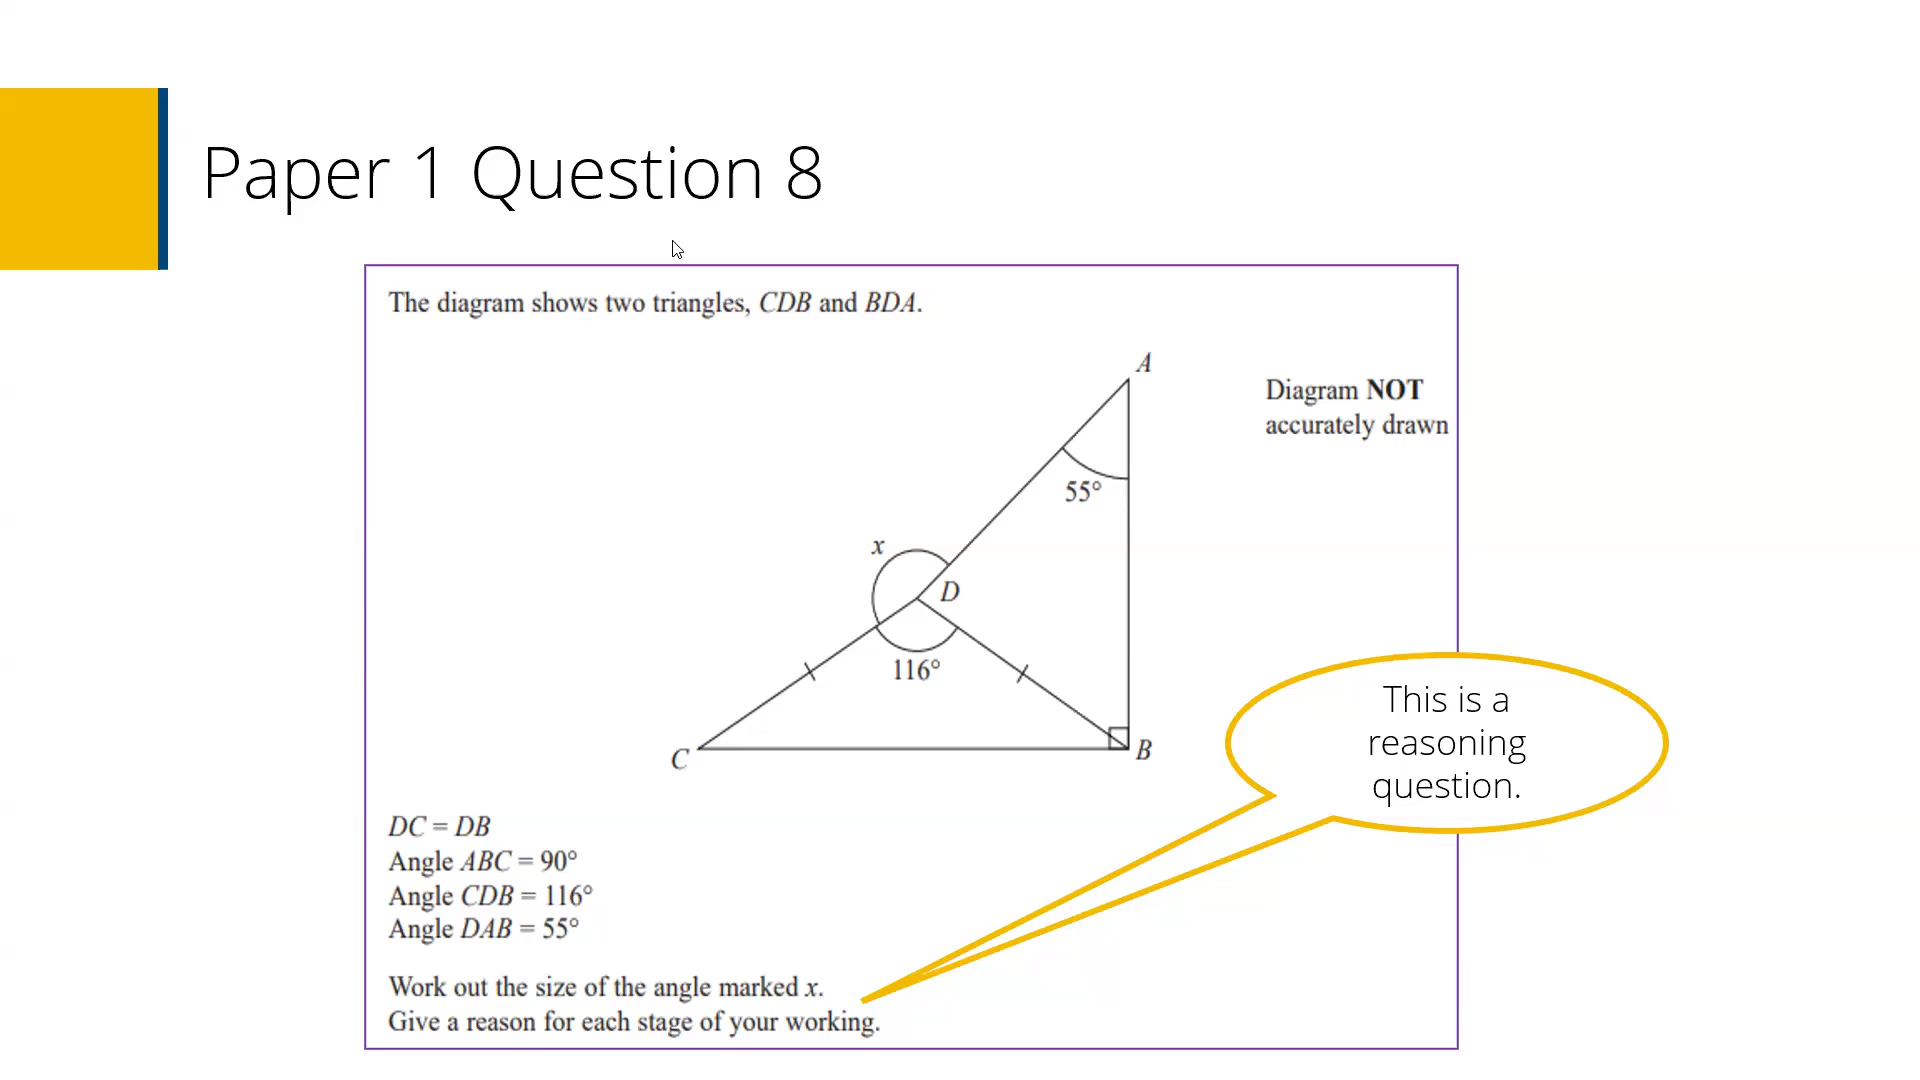 Paper 1 Question 8
The diagram shows two triangles, CDB and BDA.
A
Diagram NOT
accurately drawn
55°
x
D
116°
C
B
This is a
reasoning
question.
DC = DB
Angle ABC = 90°
Angle CDB = 116°
Angle DAB = 55°
Work out the size of the angle marked x.
Give a reason for each stage of your working.